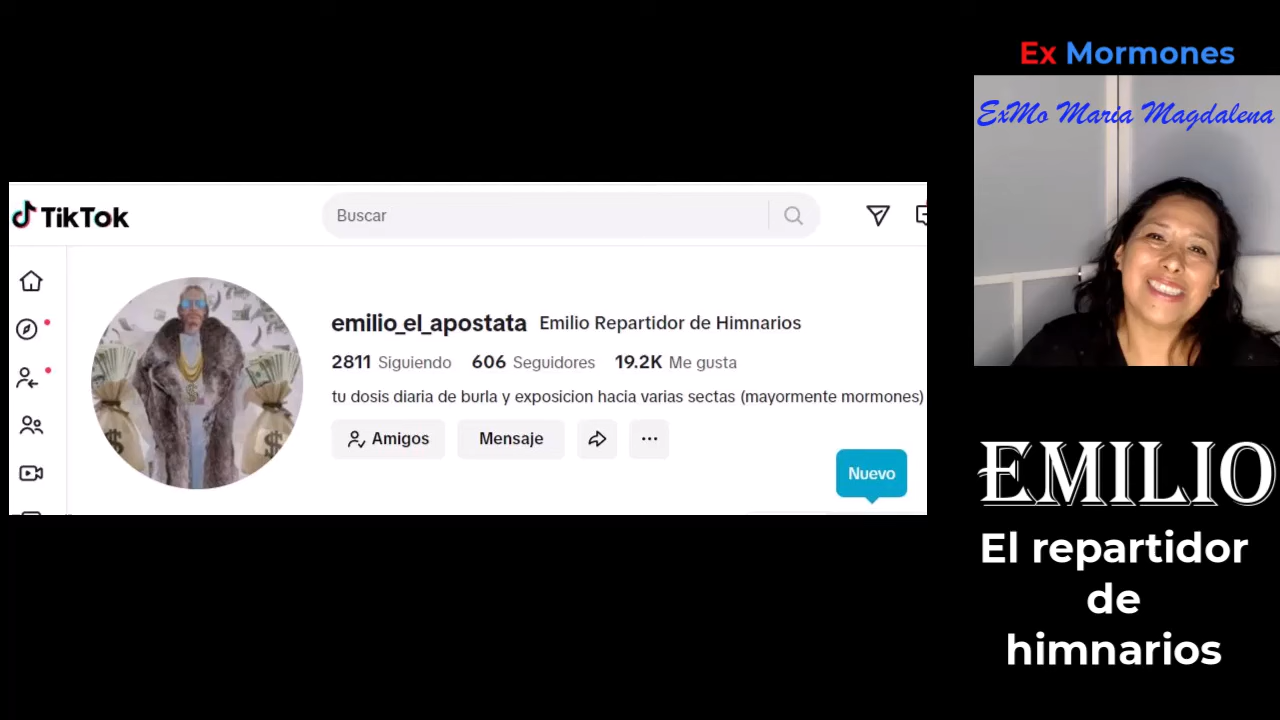 Ex Mormones
ExMo Maria Magdalena
TikTok
Buscar
emilio_el_apostata Emilio Repartidor de Himnarios
2811 Siguiendo 606 Seguidores 19.2K Me gusta
tu dosis diaria de burla y exposicion hacia varias sectas (mayormente mormones)
Amigos Mensaje
Nuevo
EMILIO
El repartidor
de
himnarios